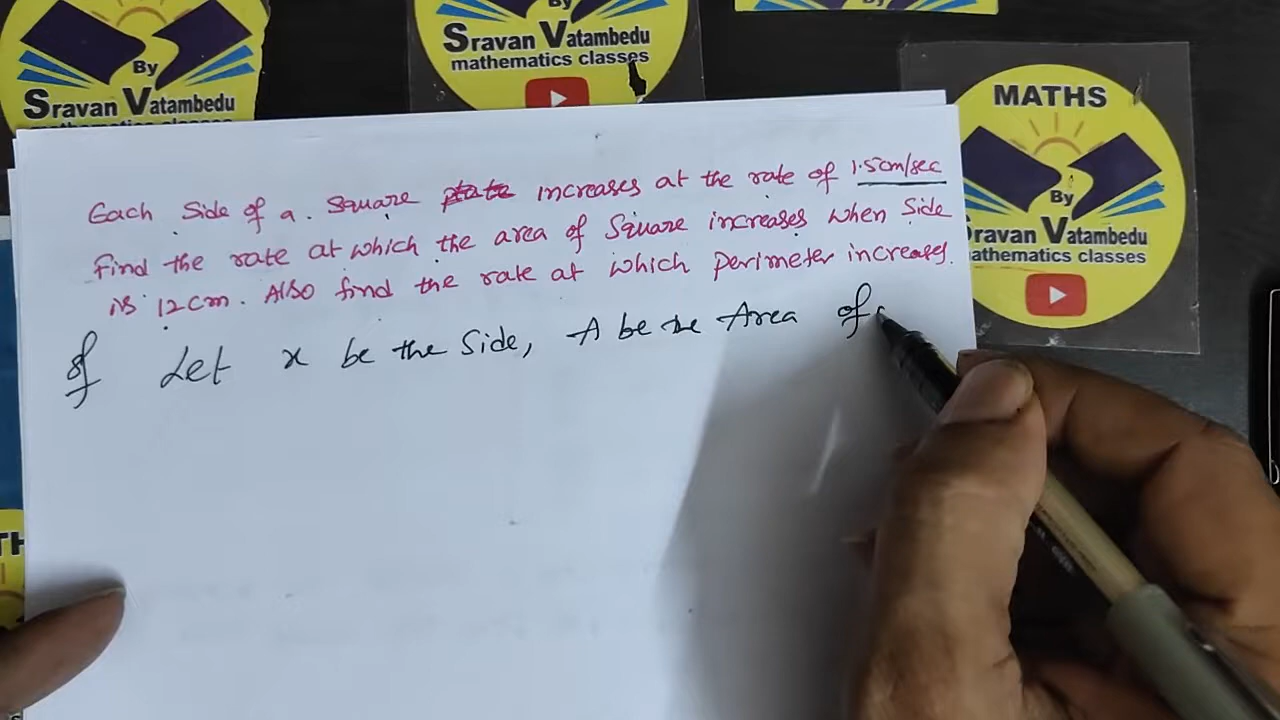 By
Sravan Vatambedu
By
Sravan Vatambedu
mathematics classes
MATHS
By
ravan Vatambedu
athematics classes
Each Side of a. Square increases at the rate of 1.5cm/sec
Find the rate at which the area of Square increases when Side
is 12cm. Also find the rate at which perimeter increases.
Let x be the Side, A be the Area of
TH